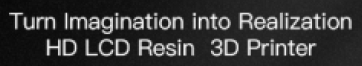 Turn Imagination into Realization
HD LCD Resin 3D Printer